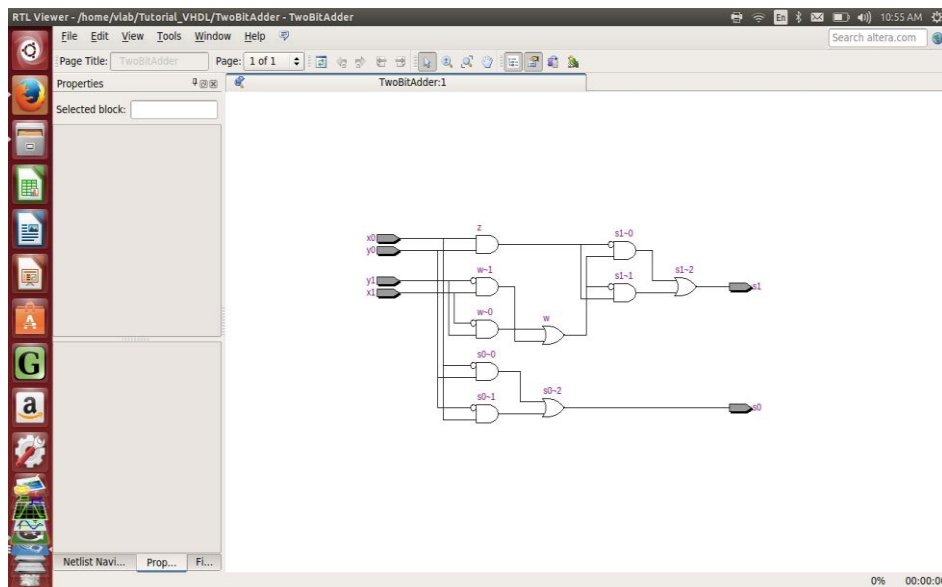 RTL Viewer - /home/vlab/Tutorial_VHDL/TwoBitAdder - TwoBitAdder
En
10:55 AM
File Edit View Tools Window Help
Search altera.com
Page Title: TwoBitAdder
Page: 1 of 1
Properties
TwoBitAdder:1
Selected block:
z
s1~0
x0
y0
w~1
s1~1
s1~2
y1
s1
x1
w~0
w
s0~0
s0~1
s0~2
s0
Netlist Navi... Prop... Fi...
0% 00:00:0